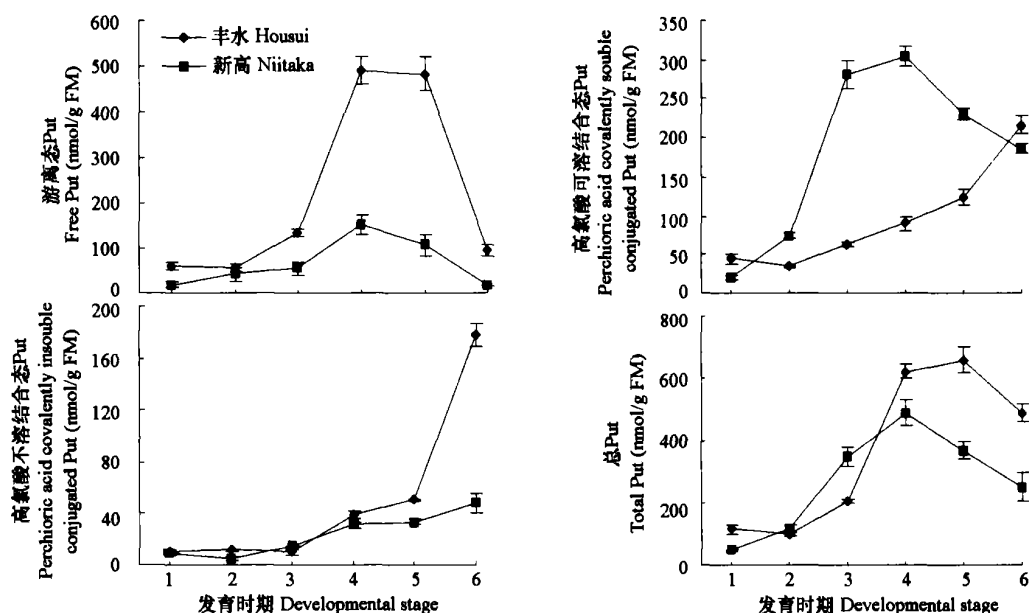 600
500
400
300
200
100
0
丰水 Housui
新高 Niitaka
游离态Put
Free Put (nmol/g FM)
350
300
250
200
150
100
50
0
高氯酸可溶结合态Put
Perchioric acid covalently souble
conjugated Put (nmol/g FM)
180
160
120
80
40
0
高氯酸不溶结合态Put
Perchioric acid covalently insouble
conjugated Put (nmol/g FM)
1 2 3 4 5 6
发育时期 Developmental stage
800
600
400
200
0
总Put
Total Put (nmol/g FM)
1 2 3 4 5 6
发育时期 Developmental stage